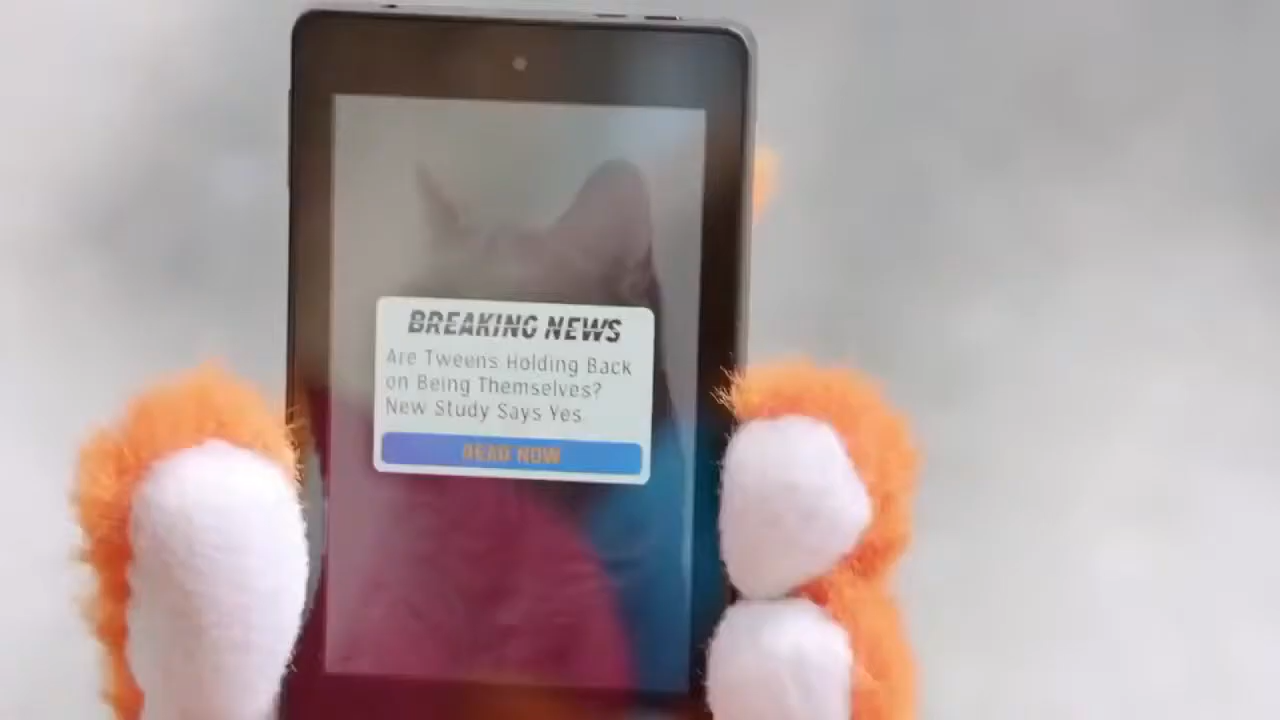 BREAKING NEWS
Are Tweens Holding Back
on Being Themselves?
New Study Says Yes
READ NOW